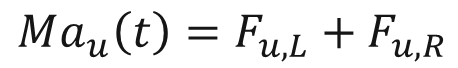 Ma_u(t) = F_{u,L} + F_{u,R}